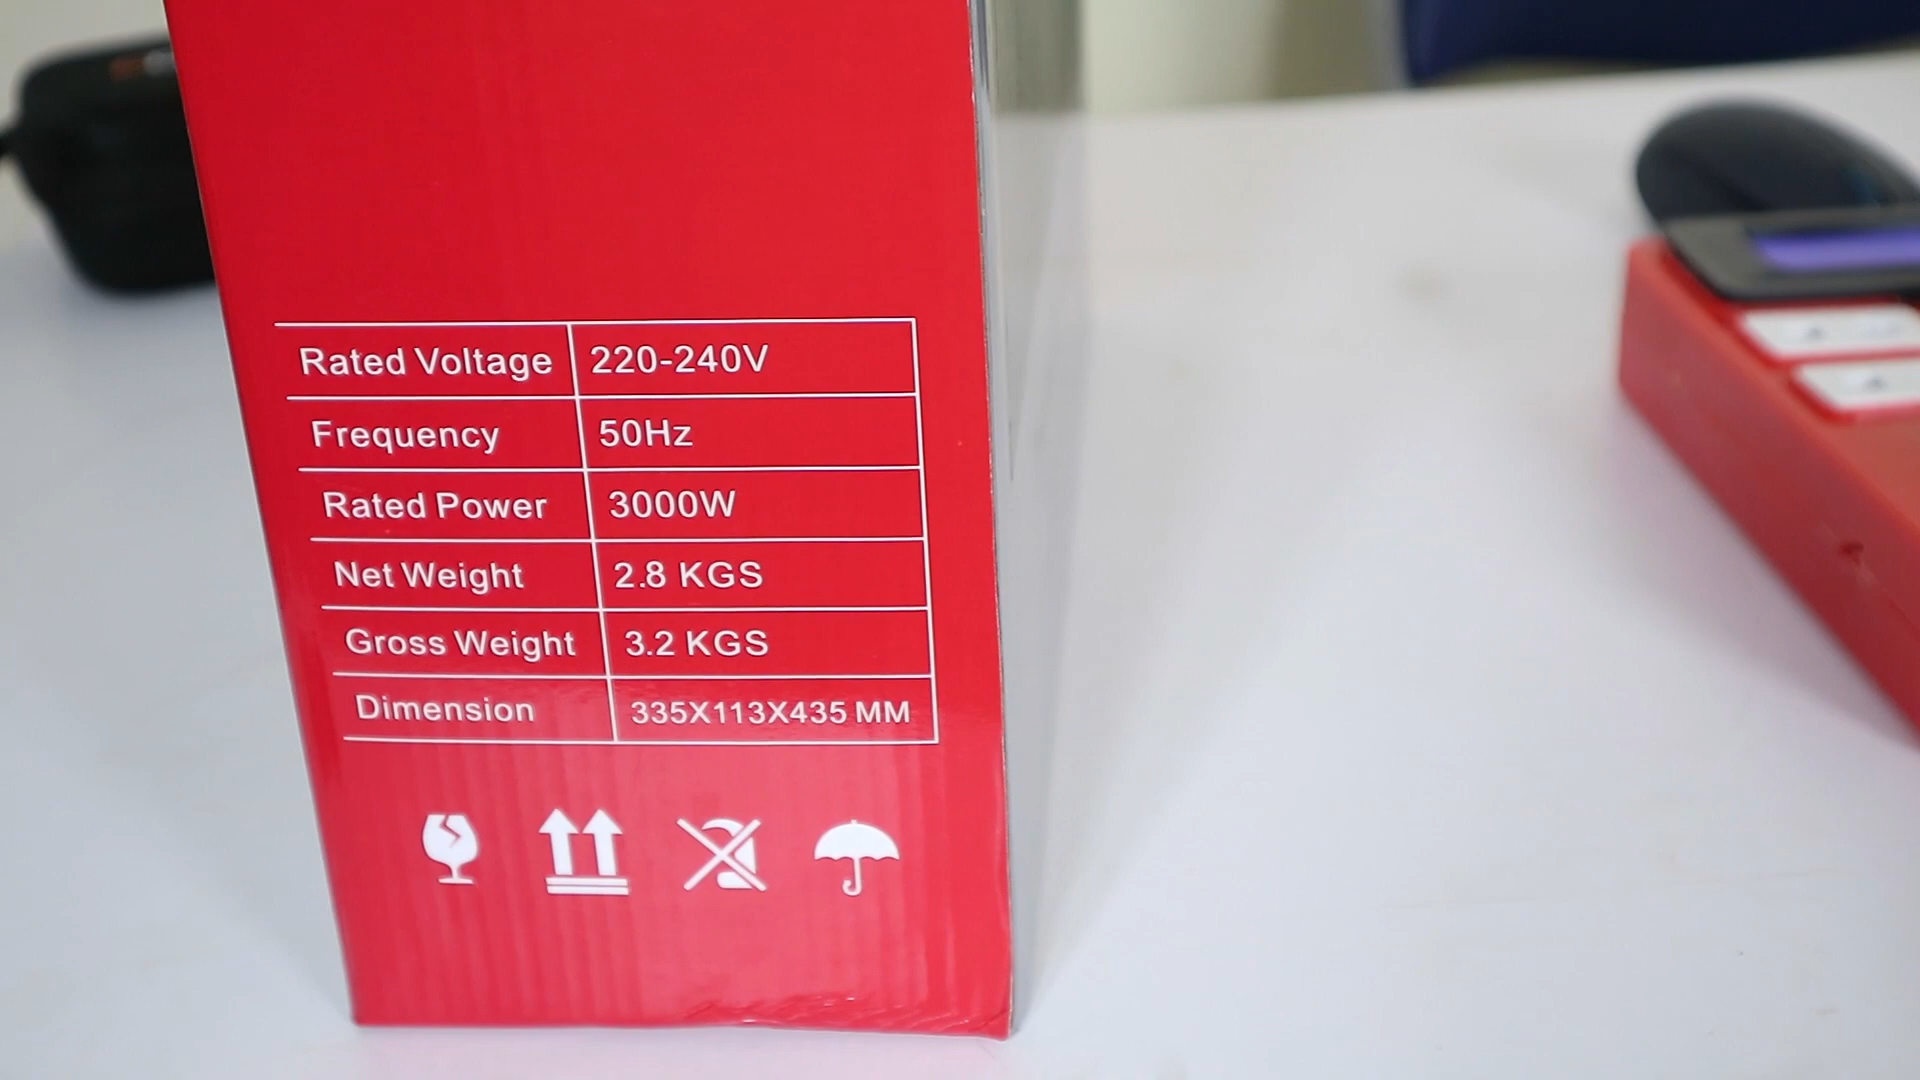 Rated Voltage 220-240V
Frequency 50Hz
Rated Power 3000W
Net Weight 2.8 KGS
Gross Weight 3.2 KGS
Dimension 335X113X435 MM